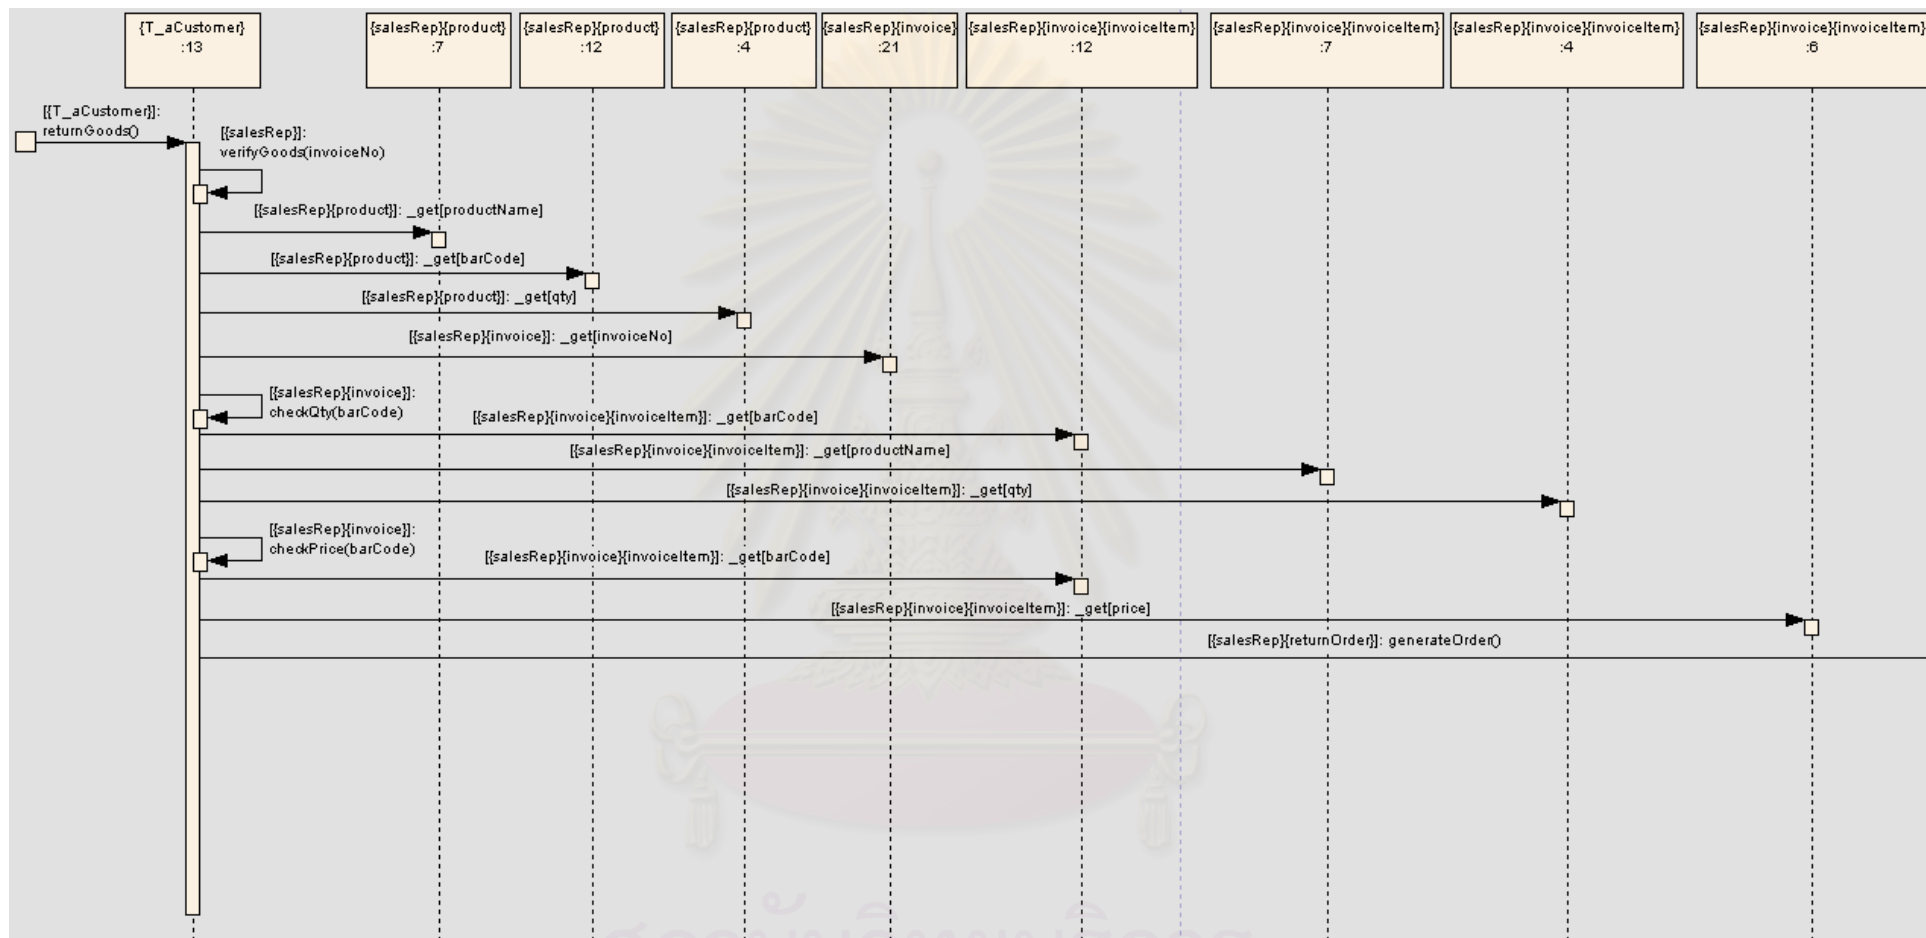 {T_aCustomer}
:13
{salesRep}{product}
:7
{salesRep}{product}
:12
{salesRep}{product}
:4
{salesRep}{invoice}
:21
{salesRep}{invoice}{invoiceItem}
:12
{salesRep}{invoice}{invoiceItem}
:7
{salesRep}{invoice}{invoiceItem}
:4
{salesRep}{invoice}{invoiceItem}
:6
[{T_aCustomer}]:
returnGoods()
[{salesRep}]:
verifyGoods(invoiceNo)
[{salesRep}{product}]: _get[productName]
[{salesRep}{product}]: _get[barCode]
[{salesRep}{product}]: _get[qty]
[{salesRep}{invoice}]: _get[invoiceNo]
[{salesRep}{invoice}]:
checkQty(barCode)
[{salesRep}{invoice}{invoiceItem}]: _get[barCode]
[{salesRep}{invoice}{invoiceItem}]: _get[productName]
[{salesRep}{invoice}{invoiceItem}]: _get[qty]
[{salesRep}{invoice}]:
checkPrice(barCode)
[{salesRep}{invoice}{invoiceItem}]: _get[barCode]
[{salesRep}{invoice}{invoiceItem}]: _get[price]
[{salesRep}{returnOrder}]: generateOrder()